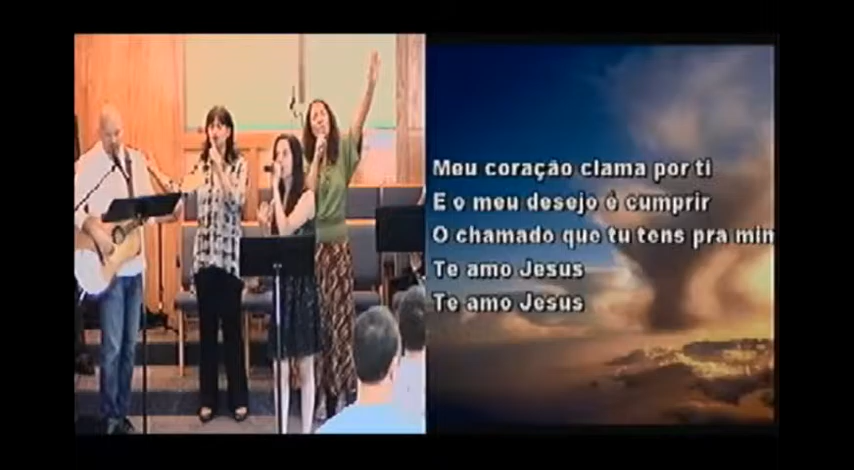 Meu coração clama por ti
E o meu desejo é cumprir
O chamado que tu tens pra mim
Te amo Jesus
Te amo Jesus